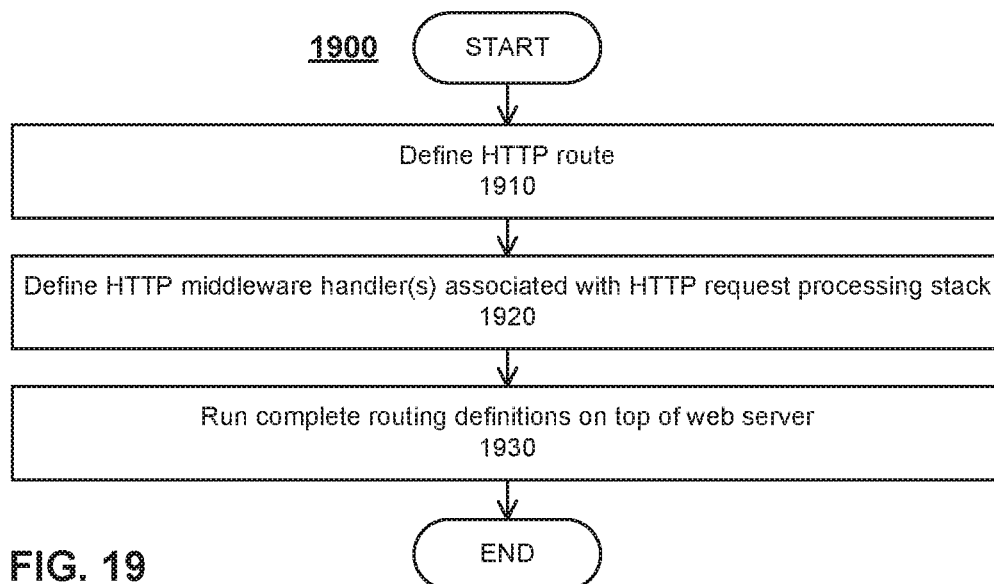 1900
START
Define HTTP route
1910
Define HTTP middleware handler(s) associated with HTTP request processing stack
1920
Run complete routing definitions on top of web server
1930
END
FIG. 19